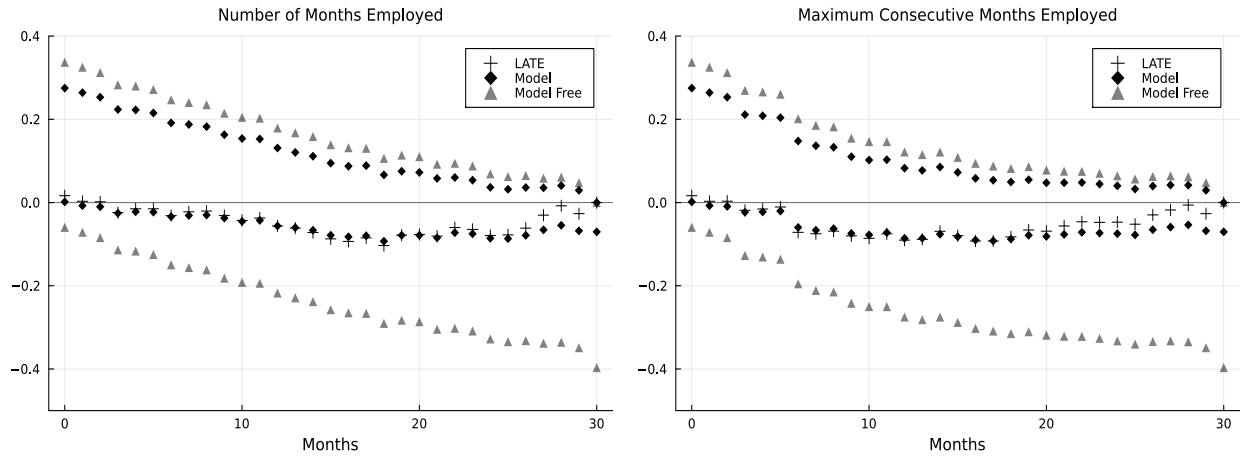 Number of Months Employed
0.4
0.2
0.0
−0.2
−0.4
LATE
Model
Model Free
0
10
20
30
Months
Maximum Consecutive Months Employed
0.4
0.2
0.0
−0.2
−0.4
LATE
Model
Model Free
0
10
20
30
Months